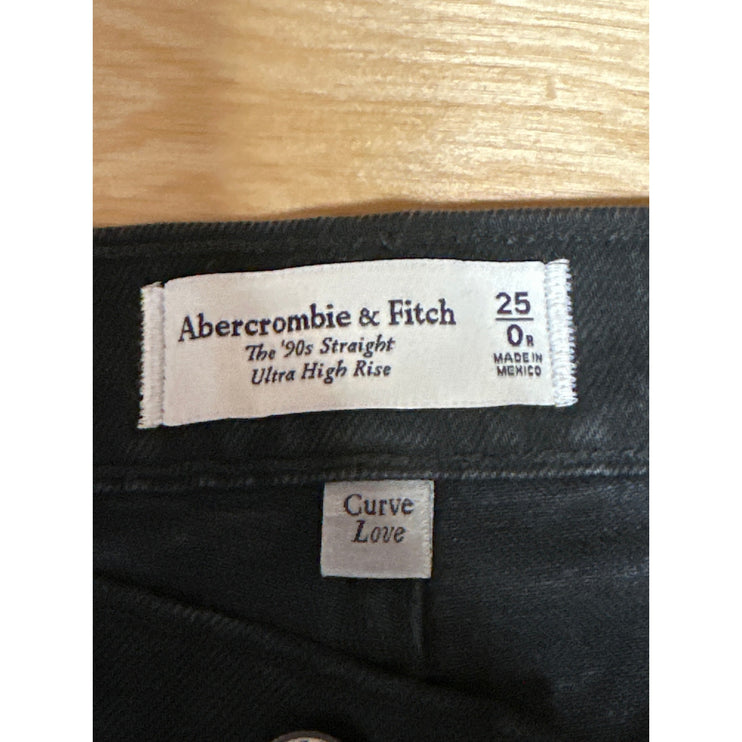 Abercrombie & Fitch
The '90s Straight
Ultra High Rise
25
0R
MADE IN
MEXICO
Curve
Love